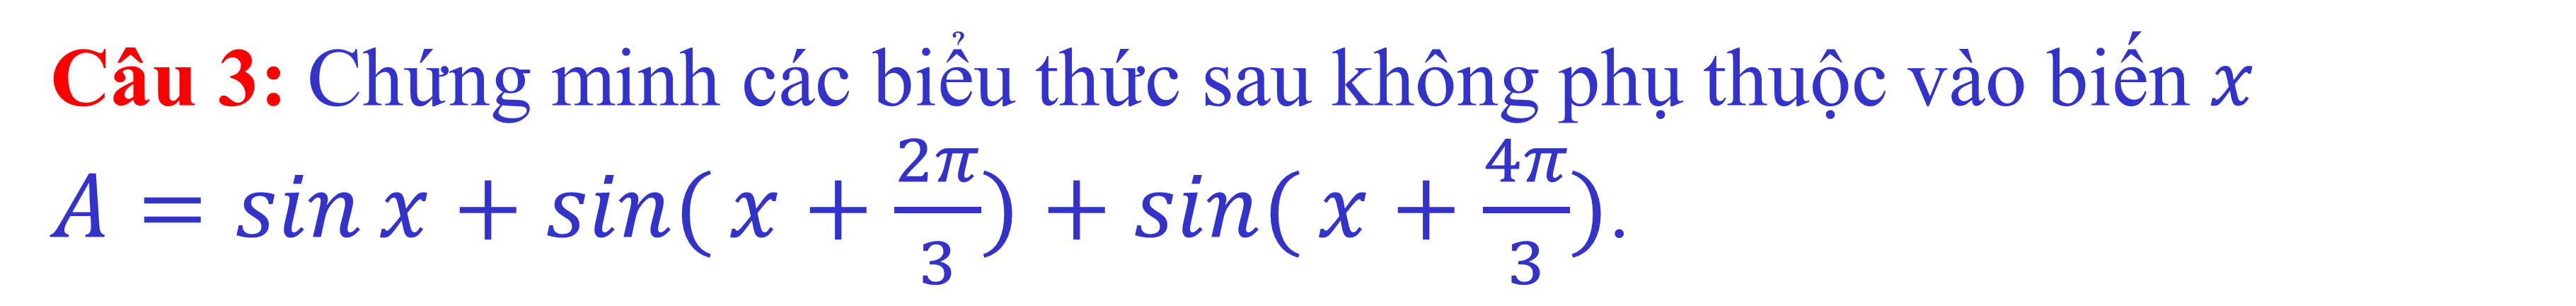 Câu 3: Chứng minh các biểu thức sau không phụ thuộc vào biến x
A = sin x + sin( x + 2π/3) + sin( x + 4π/3).